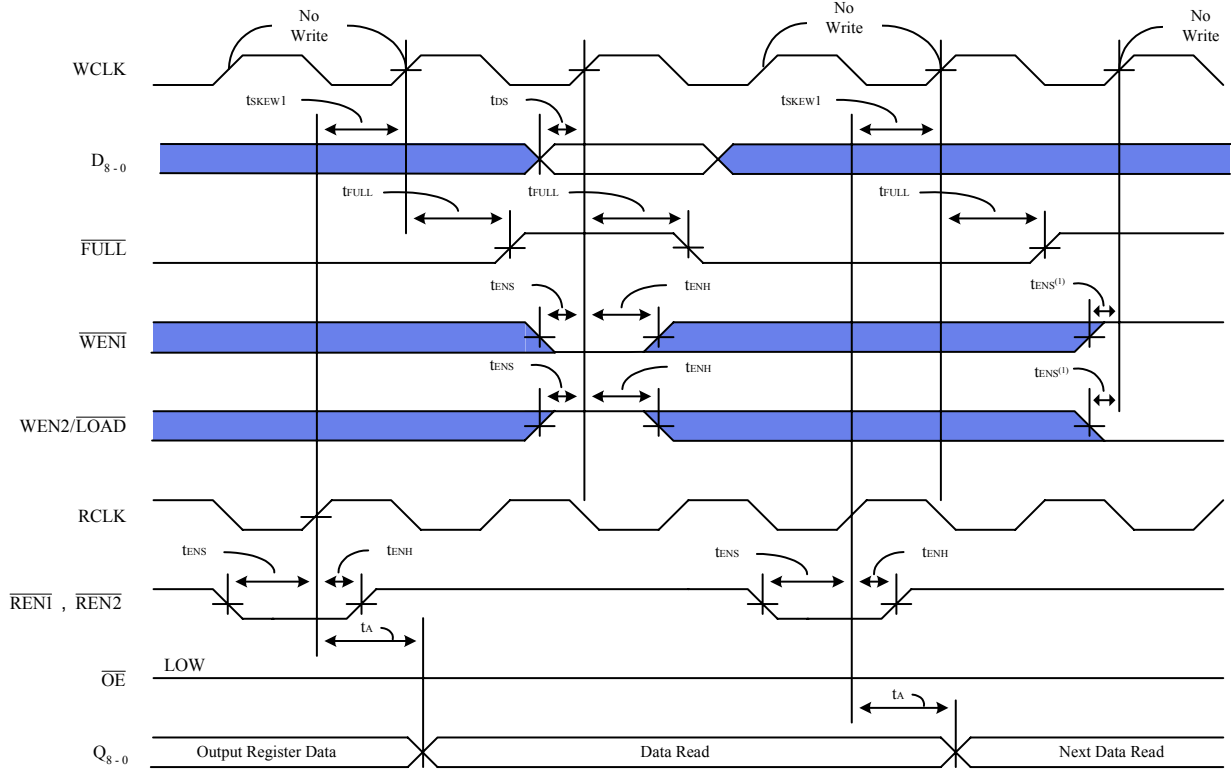 No
Write
No
Write
No
Write
WCLK
tSKEW1
tDS
tSKEW1
D8 - 0
tFULL
tFULL
tFULL
FULL
tENS
tENH
tENS(1)
WEN1
tENS
tENH
tENS(1)
WEN2/LOAD
RCLK
tENS
tENH
tENS
tENH
REN1 , REN2
tA
LOW
OE
tA
Q8 - 0
Output Register Data
Data Read
Next Data Read